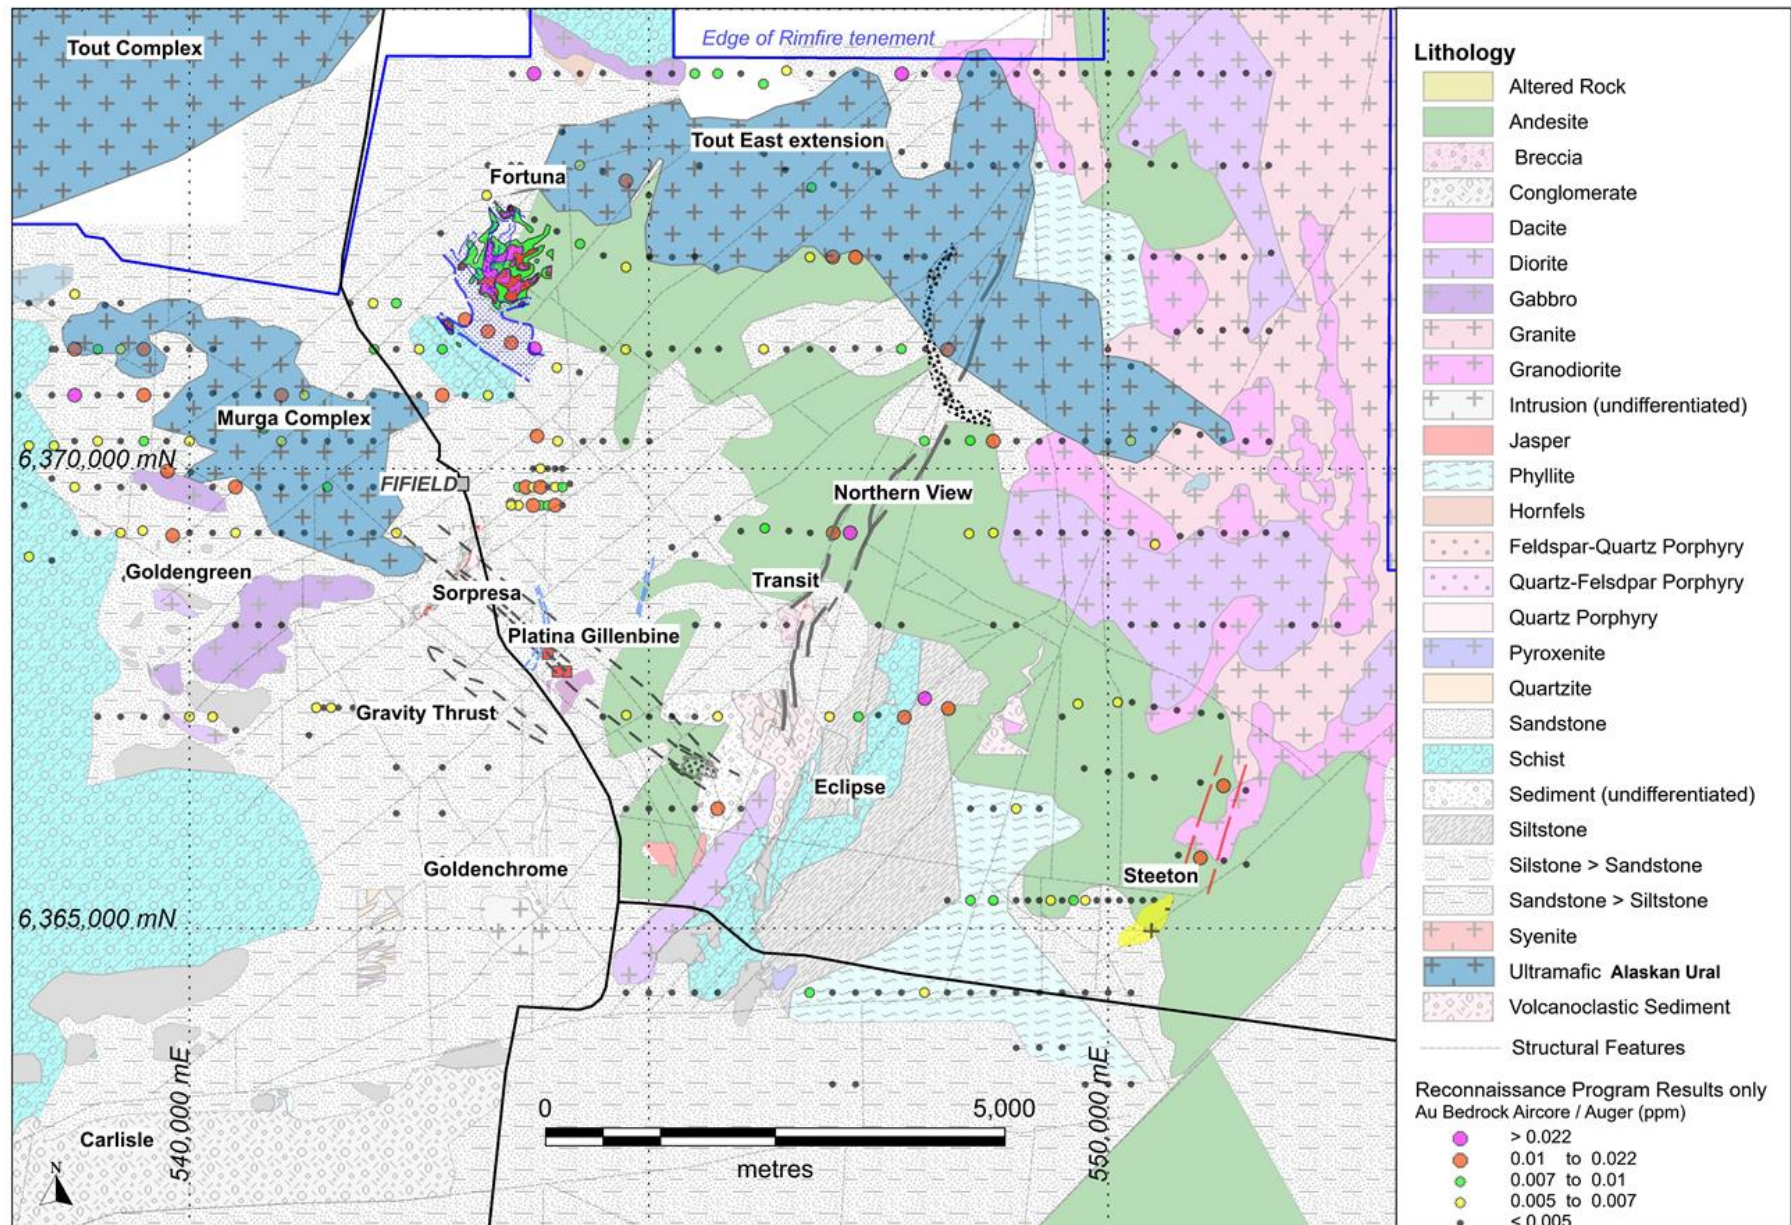 Tout Complex
Edge of Rimfire tenement
Tout East extension
Fortuna
Murga Complex
6,370,000 mN
FIFIELD
Northern View
Goldengreen
Transit
Sorpresa
Platina Gillenbine
Gravity Thrust
Eclipse
Goldenchrome
Steeton
6,365,000 mN
540,000 mE
550,000 mE
0
5,000
metres
Carlisle
N
Lithology
Altered Rock
Andesite
Breccia
Conglomerate
Dacite
Diorite
Gabbro
Granite
Granodiorite
Intrusion (undifferentiated)
Jasper
Phyllite
Hornfels
Feldspar-Quartz Porphyry
Quartz-Felsdpar Porphyry
Quartz Porphyry
Pyroxenite
Quartzite
Sandstone
Schist
Sediment (undifferentiated)
Siltstone
Silstone > Sandstone
Sandstone > Siltstone
Syenite
Ultramafic Alaskan Ural
Volcanoclastic Sediment
Structural Features
Reconnaissance Program Results only
Au Bedrock Aircore / Auger (ppm)
> 0.022
0.01 to 0.022
0.007 to 0.01
0.005 to 0.007
< 0.005